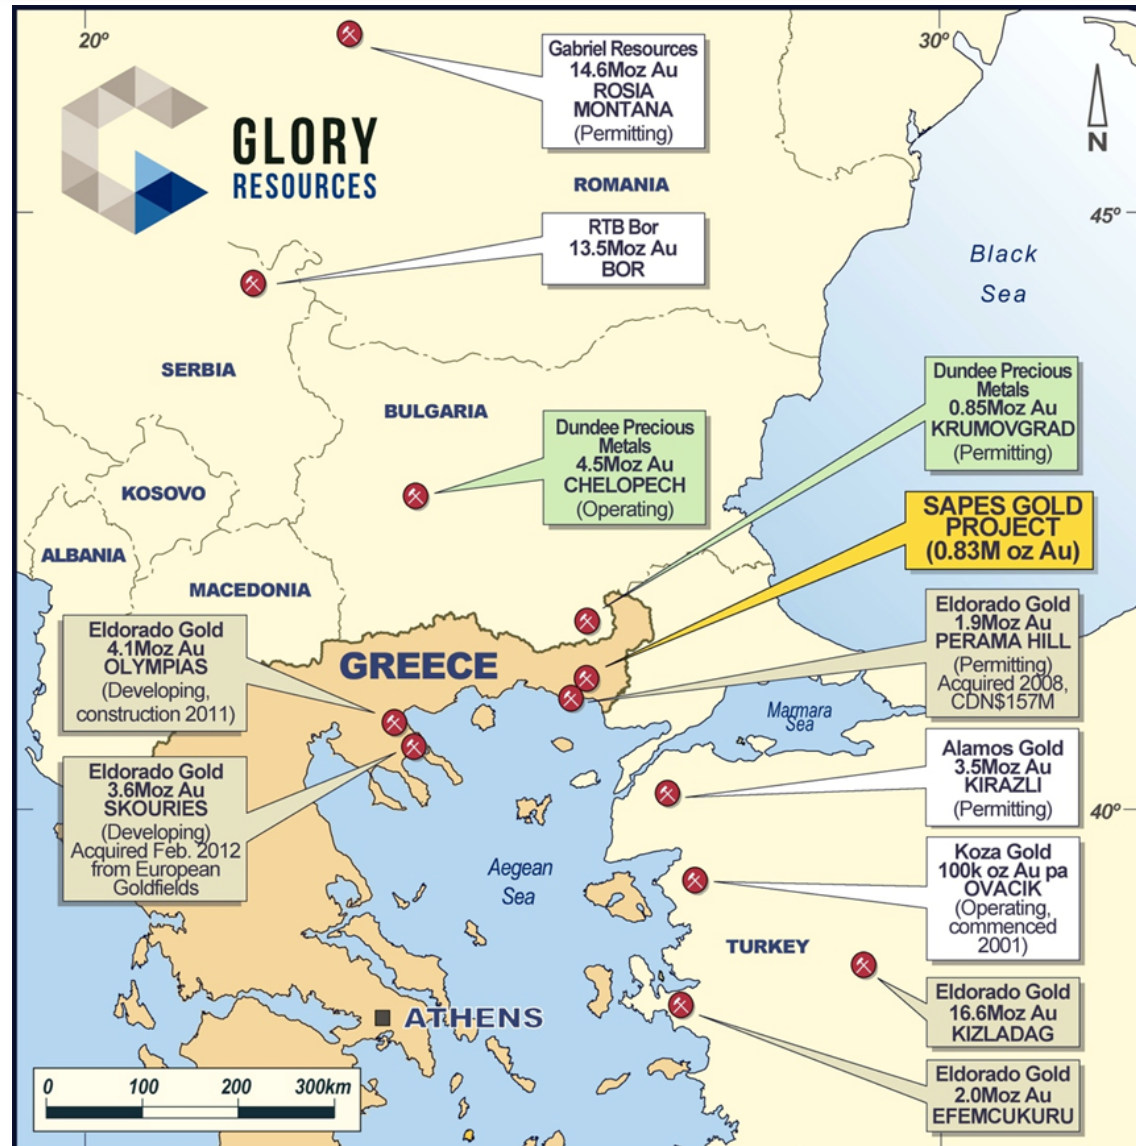 20°
30°
Gabriel Resources
14.6Moz Au
ROSIA
MONTANA
(Permitting)
N
GLORY
RESOURCES
ROMANIA
45°
RTB Bor
13.5Moz Au
BOR
Black
Sea
SERBIA
BULGARIA
Dundee Precious
Metals
0.85Moz Au
KRUMOVGRAD
(Permitting)
Dundee Precious
Metals
4.5Moz Au
CHELOPECH
(Operating)
KOSOVO
SAPES GOLD
PROJECT
(0.83M oz Au)
ALBANIA
MACEDONIA
Eldorado Gold
4.1Moz Au
OLYMPIAS
(Developing,
construction 2011)
GREECE
Eldorado Gold
1.9Moz Au
PERAMA HILL
(Permitting)
Acquired 2008,
CDN$157M
Marmara
Sea
Eldorado Gold
3.6Moz Au
SKOURIES
(Developing)
Acquired Feb. 2012
from European
Goldfields
Alamos Gold
3.5Moz Au
KIRAZLI
(Permitting)
40°
Aegean
Sea
Koza Gold
100k oz Au pa
OVACIK
(Operating,
commenced
2001)
TURKEY
Eldorado Gold
16.6Moz Au
KIZLADAG
ATHENS
Eldorado Gold
2.0Moz Au
EFEMCUKURU
0 100 200 300km